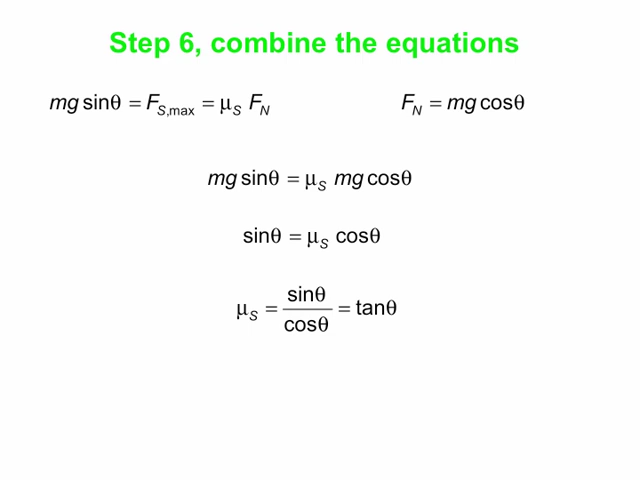 Step 6, combine the equations
mg sinθ = F_S,max = μ_S F_N    F_N = mg cosθ
mg sinθ = μ_S mg cosθ
sinθ = μ_S cosθ
μ_S = sinθ / cosθ = tanθ